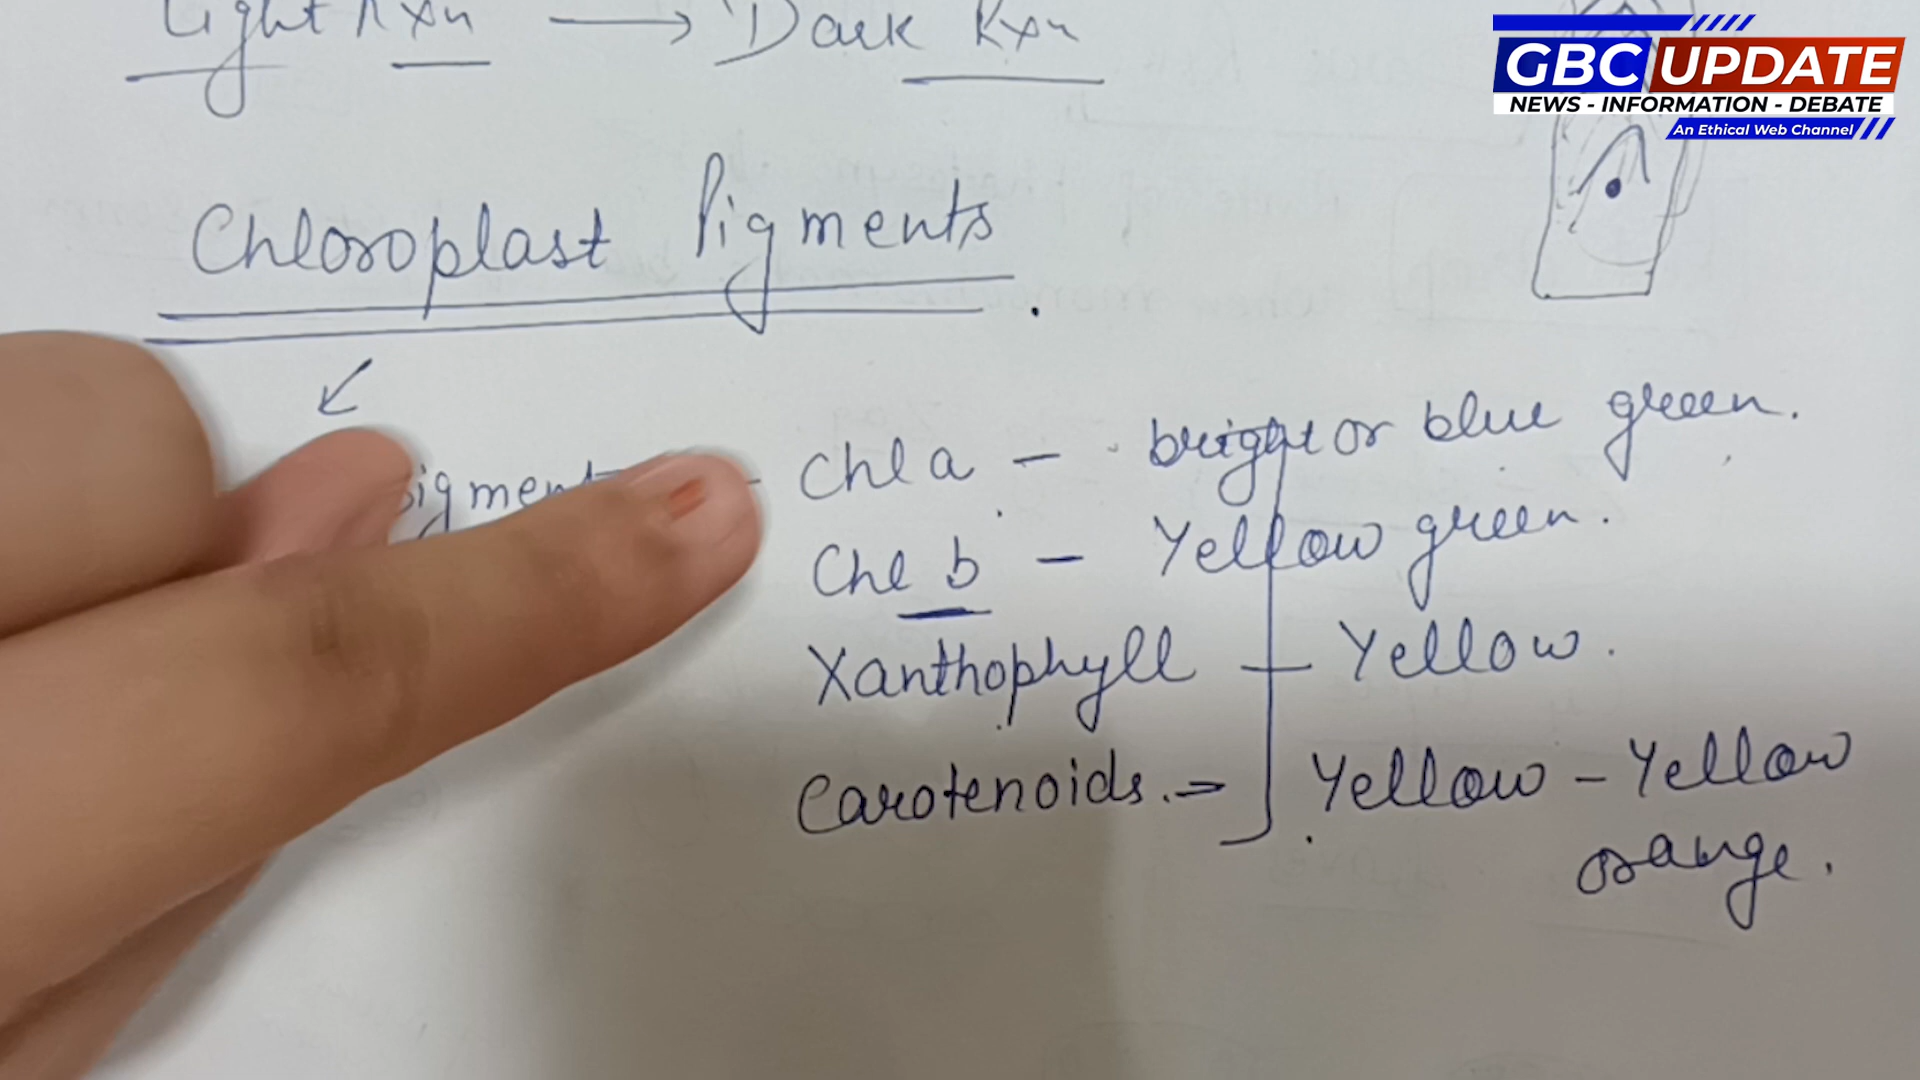 Light Rxn → Dark Rxn
GBC UPDATE
NEWS - INFORMATION - DEBATE
An Ethical Web Channel
Chloroplast Pigments.
Chl a - bright or blue green.
Chl b - Yellow green.
Xanthophyll - Yellow.
Carotenoids. - Yellow - Yellow
orange.